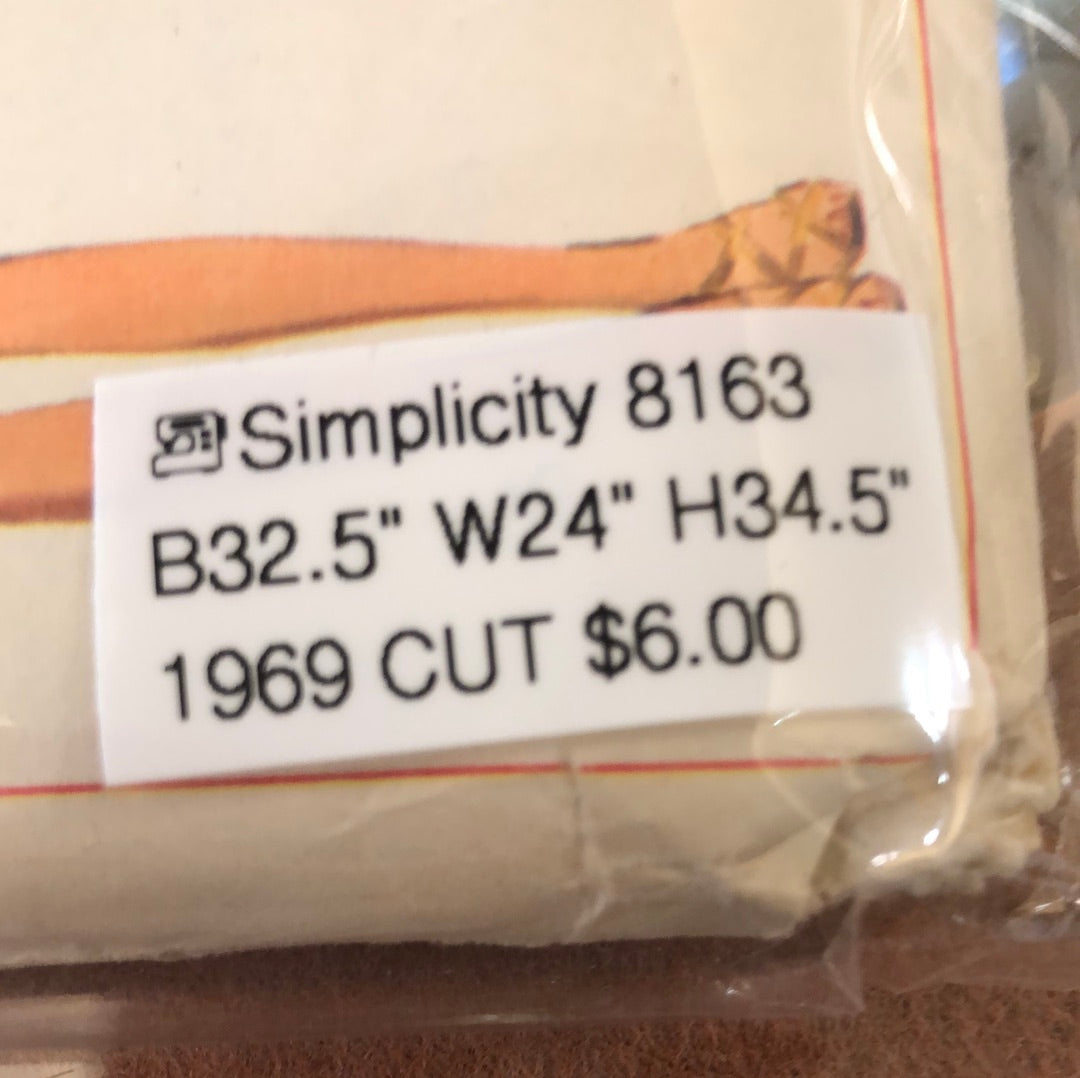 Simplicity 8163
B32.5" W24" H34.5"
1969 CUT $6.00